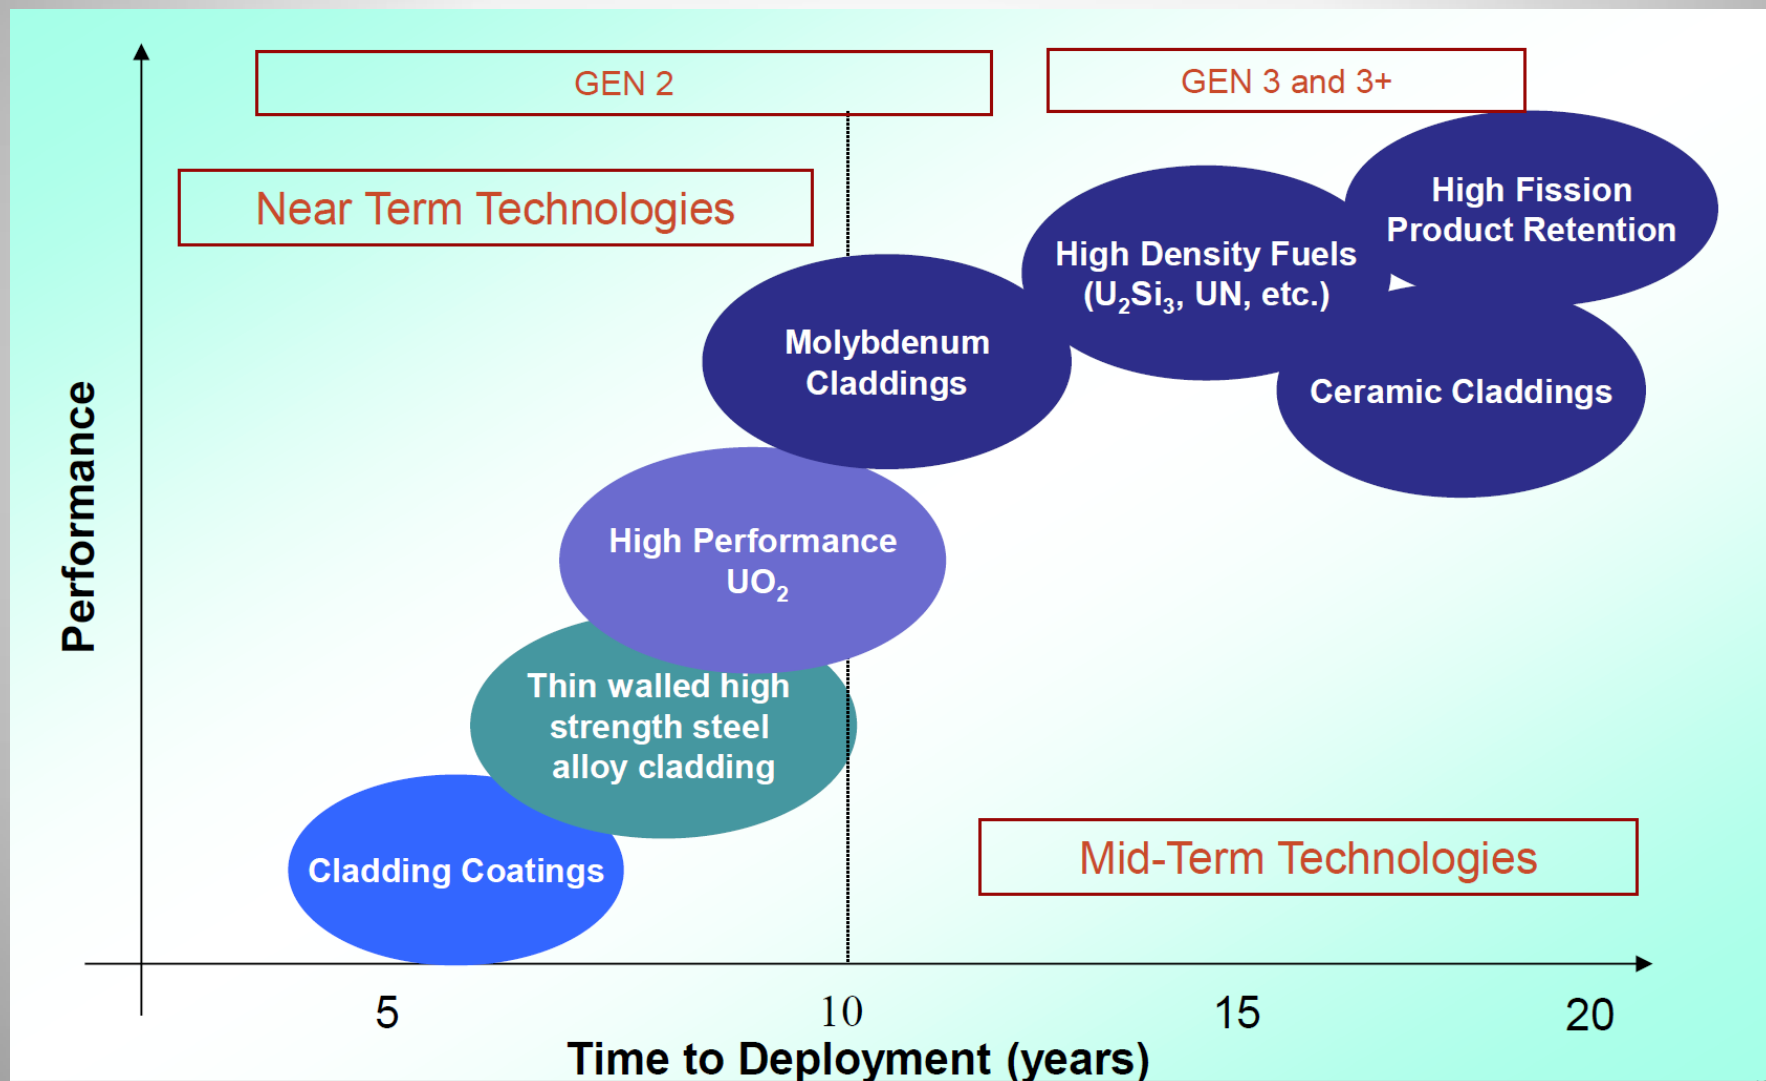 GEN 2
GEN 3 and 3+
Near Term Technologies
High Fission
Product Retention
High Density Fuels
(U₂Si₃, UN, etc.)
Molybdenum
Claddings
Ceramic Claddings
High Performance
UO₂
Thin walled high
strength steel
alloy cladding
Cladding Coatings
Mid-Term Technologies
Performance
5
10
15
20
Time to Deployment (years)